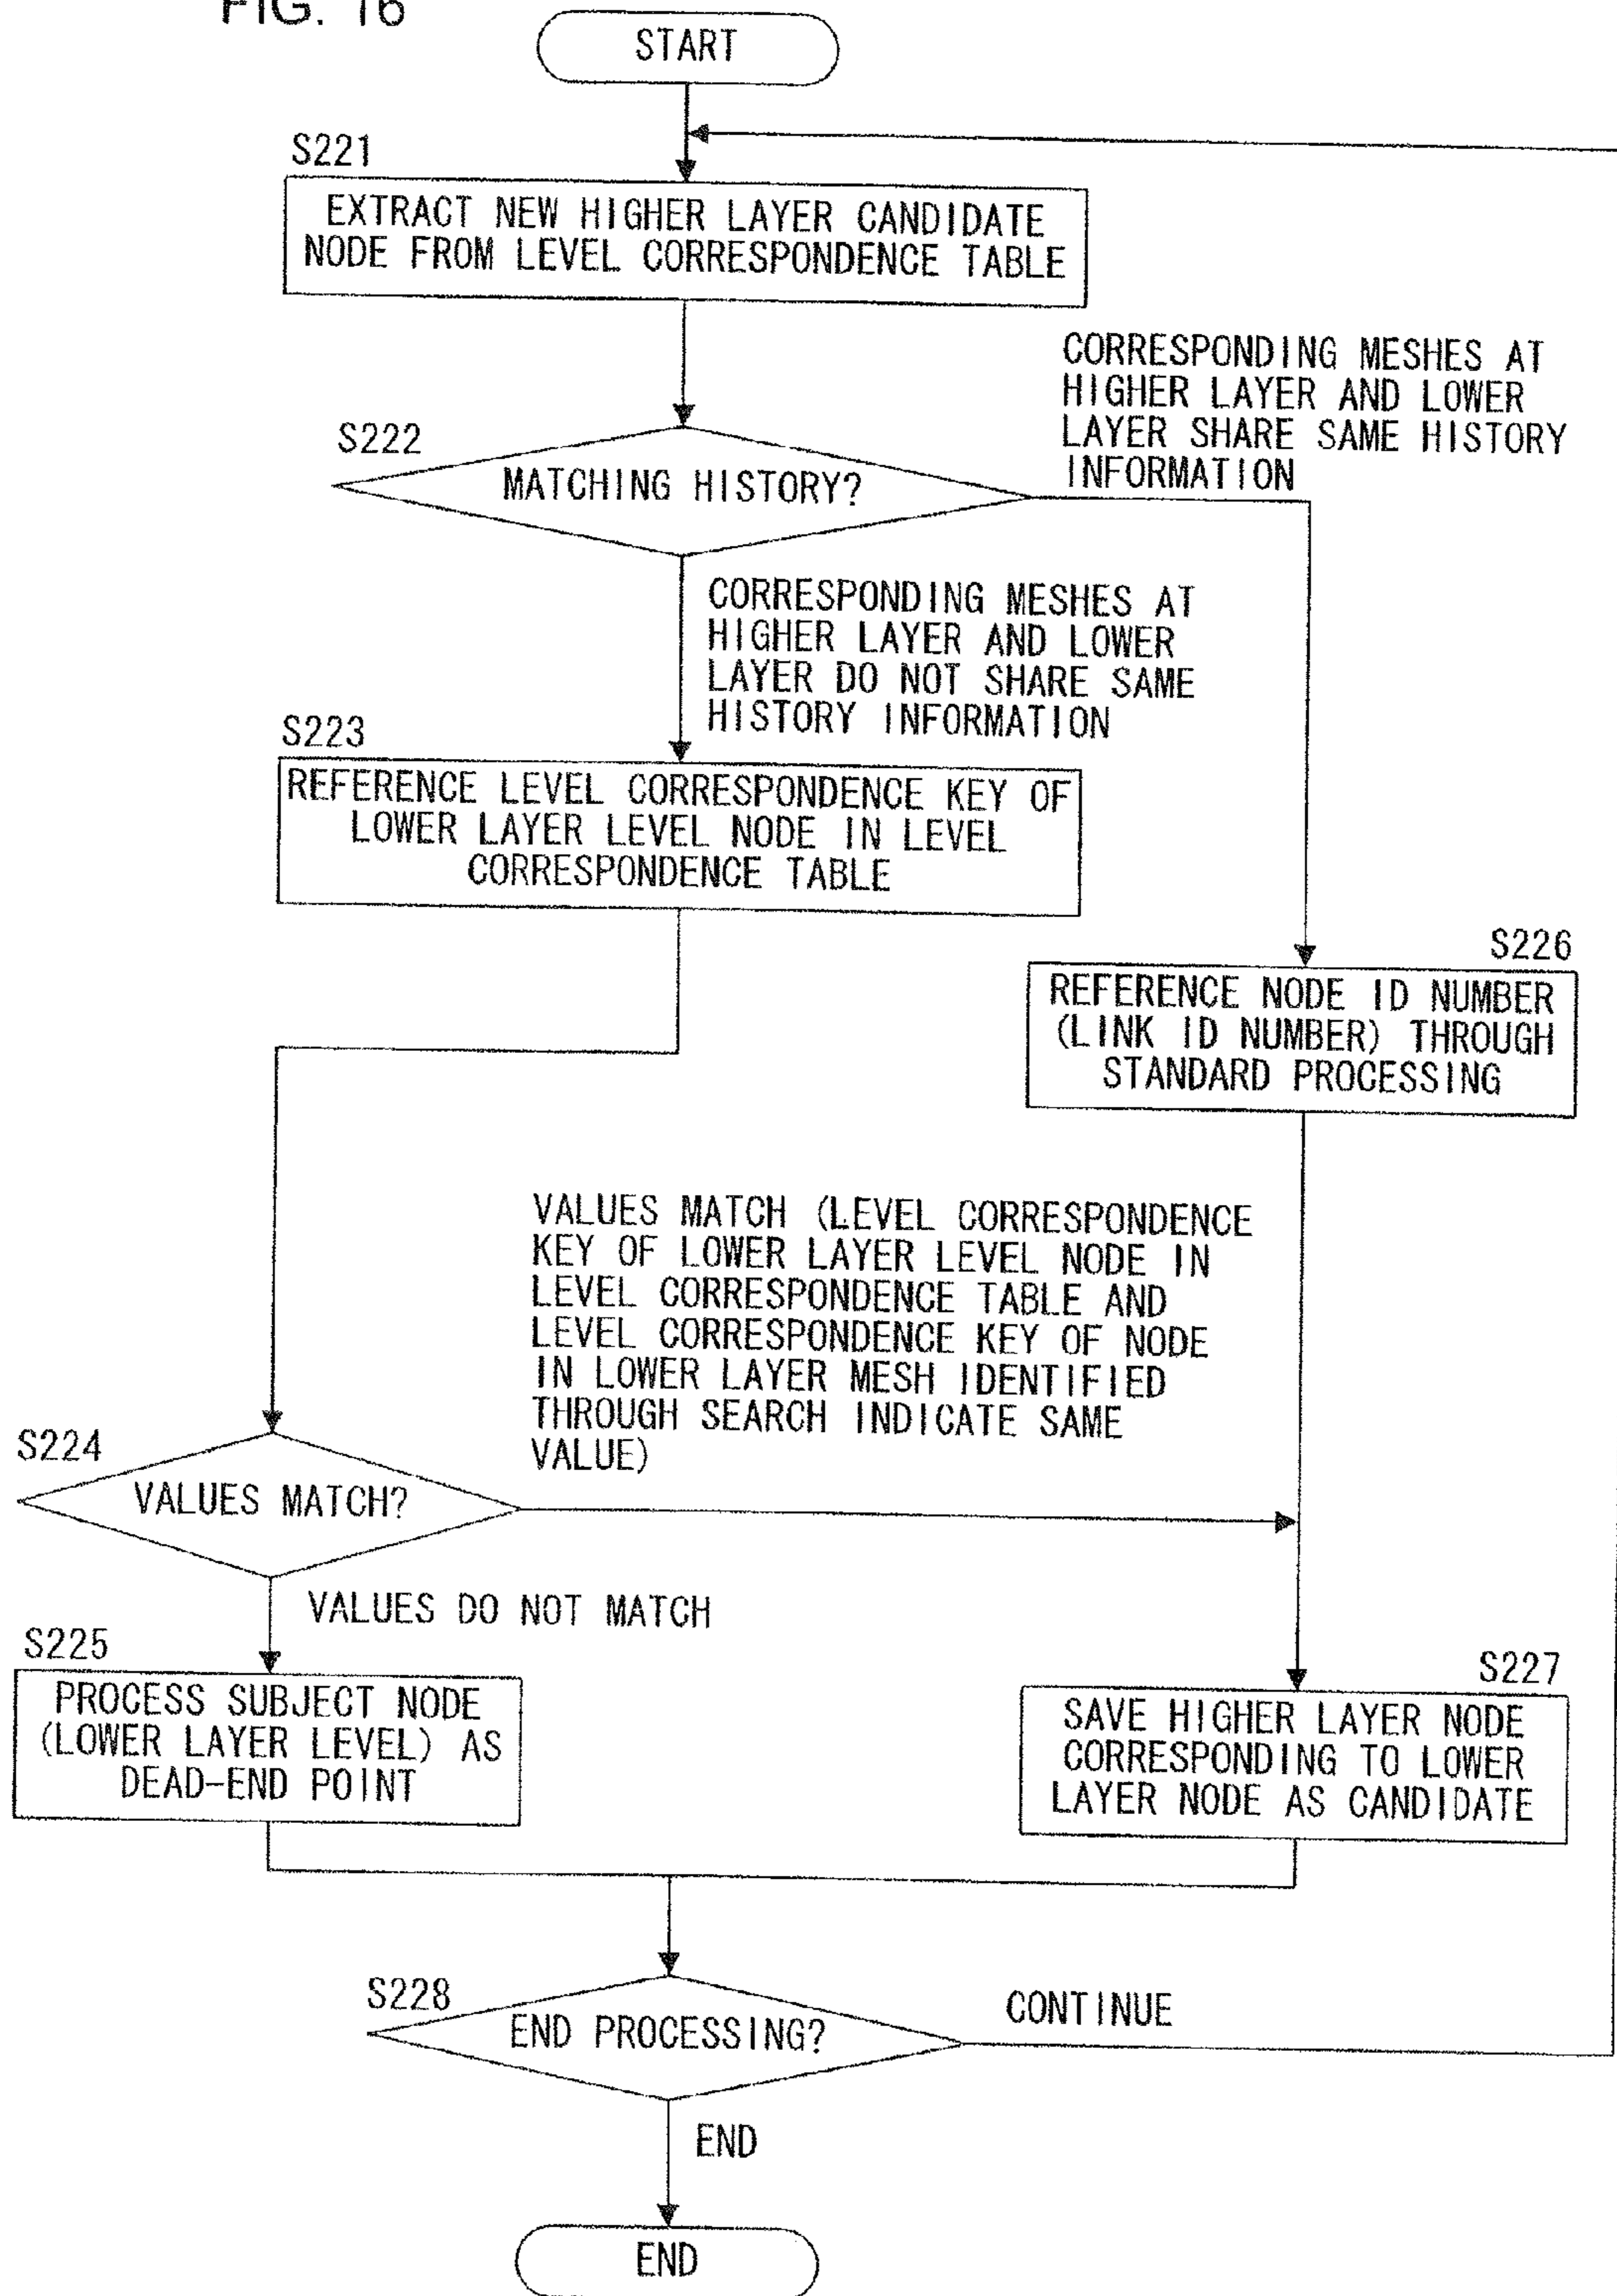 FIG. 16
START
S221
EXTRACT NEW HIGHER LAYER CANDIDATE
NODE FROM LEVEL CORRESPONDENCE TABLE
CORRESPONDING MESHES AT
HIGHER LAYER AND LOWER
LAYER SHARE SAME HISTORY
INFORMATION
S222
MATCHING HISTORY?
CORRESPONDING MESHES AT
HIGHER LAYER AND LOWER
LAYER DO NOT SHARE SAME
HISTORY INFORMATION
S223
REFERENCE LEVEL CORRESPONDENCE KEY OF
LOWER LAYER LEVEL NODE IN LEVEL
CORRESPONDENCE TABLE
S226
REFERENCE NODE ID NUMBER
(LINK ID NUMBER) THROUGH
STANDARD PROCESSING
VALUES MATCH (LEVEL CORRESPONDENCE
KEY OF LOWER LAYER LEVEL NODE IN
LEVEL CORRESPONDENCE TABLE AND
LEVEL CORRESPONDENCE KEY OF NODE
IN LOWER LAYER MESH IDENTIFIED
THROUGH SEARCH INDICATE SAME
VALUE)
S224
VALUES MATCH?
VALUES DO NOT MATCH
S225
PROCESS SUBJECT NODE
(LOWER LAYER LEVEL) AS
DEAD-END POINT
S227
SAVE HIGHER LAYER NODE
CORRESPONDING TO LOWER
LAYER NODE AS CANDIDATE
S228
END PROCESSING?
CONTINUE
END
END